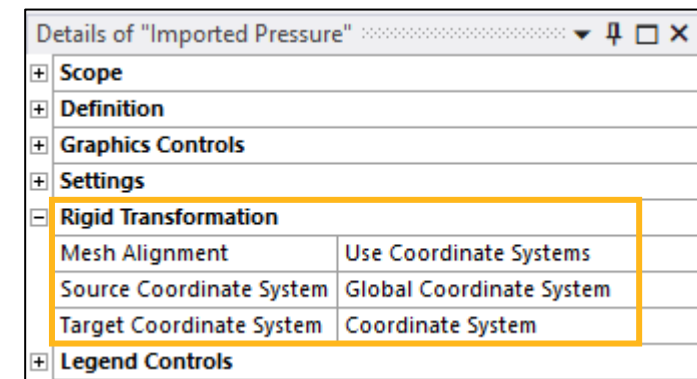 Details of "Imported Pressure"
Scope
Definition
Graphics Controls
Settings
Rigid Transformation
Mesh Alignment Use Coordinate Systems
Source Coordinate System Global Coordinate System
Target Coordinate System Coordinate System
Legend Controls